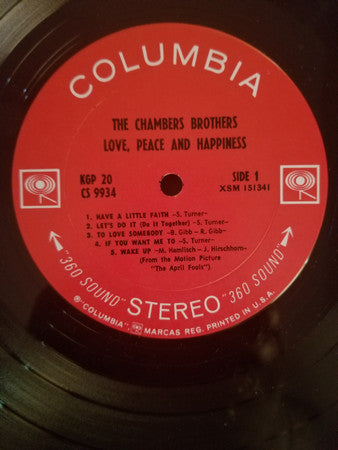 COLUMBIA
THE CHAMBERS BROTHERS
LOVE, PEACE AND HAPPINESS
KGP 20
CS 9934
SIDE 1
XSM 151341
1. HAVE A LITTLE FAITH -S. Turner-
2. LET'S DO IT (Do It Together) -S. Turner-
3. TO LOVE SOMEBODY -B. Gibb - R. Gibb-
4. IF YOU WANT ME TO -S. Turner-
5. WAKE UP -M. Hamlisch - J. Hirschhorn-
(From the Motion Picture
"The April Fools")
"360 SOUND" STEREO "360 SOUND"
® "COLUMBIA", MARCAS REG. PRINTED IN U.S.A.